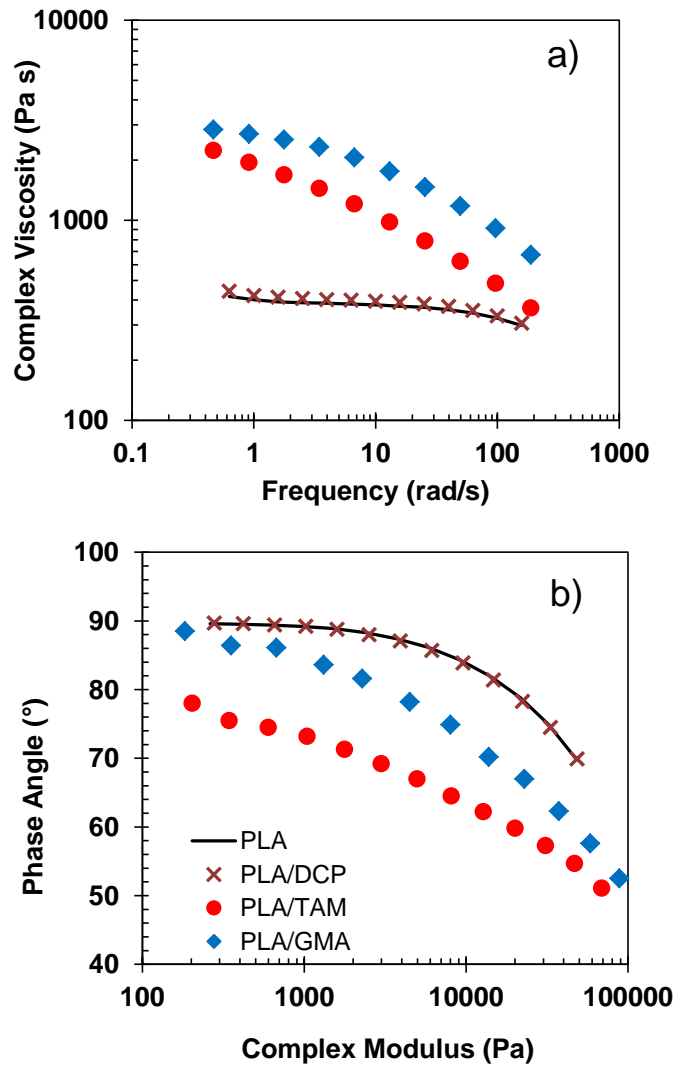 a)
Complex Viscosity (Pa s)
10000
1000
100
0.1 1 10 100 1000
Frequency (rad/s)
b)
Phase Angle (°)
100
90
80
70
60
50
40
PLA
PLA/DCP
PLA/TAM
PLA/GMA
100 1000 10000 100000
Complex Modulus (Pa)